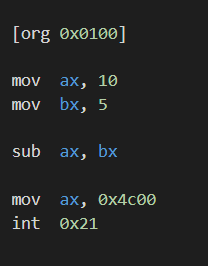 [org 0x0100]
mov ax, 10
mov bx, 5
sub ax, bx
mov ax, 0x4c00
int 0x21